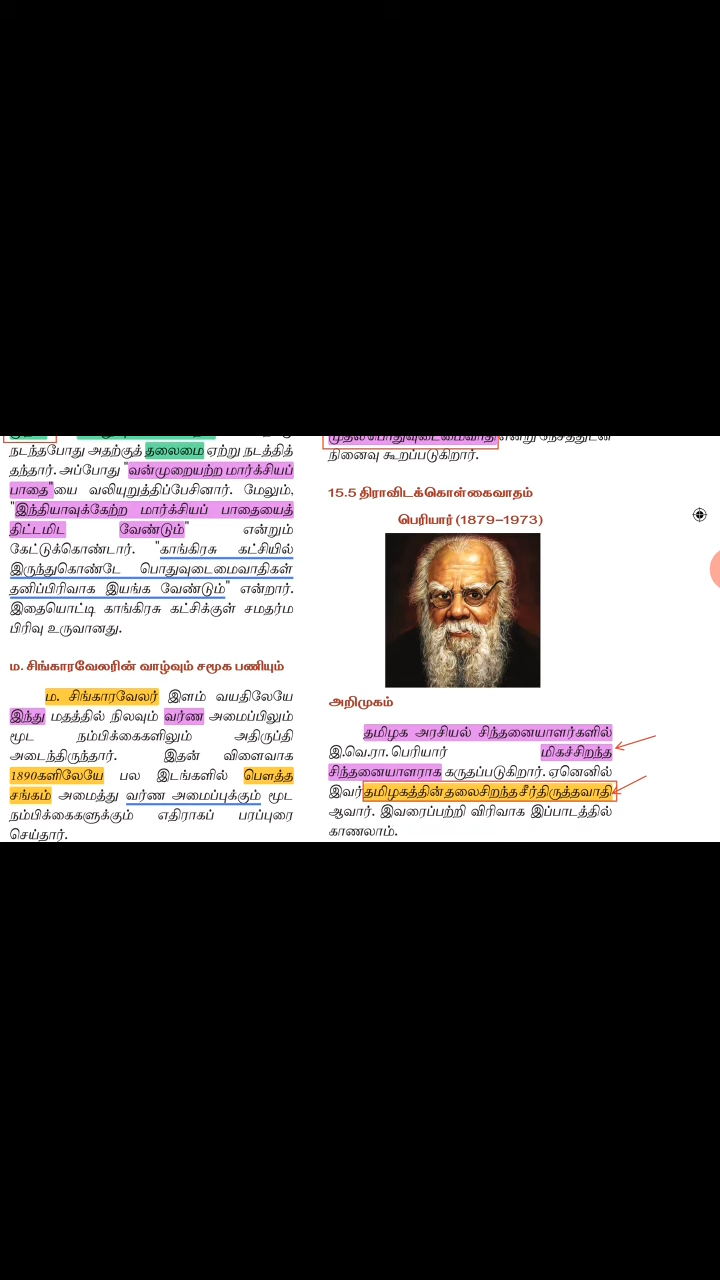 நடந்தபோது அதற்குத் தலைமை ஏற்று நடத்தித்
தந்தார். அப்போது "வன்முறையற்ற மார்க்சியப்
பாதை"யை வலியுறுத்திப்பேசினார். மேலும்,
"இந்தியாவுக்கேற்ற மார்க்சியப் பாதையைத்
திட்டமிட வேண்டும்" என்றும்
கேட்டுக்கொண்டார். "காங்கிரசு கட்சியில்
இருந்துகொண்டே பொதுவுடைமைவாதிகள்
தனிப்பிரிவாக இயங்க வேண்டும்" என்றார்.
இதையொட்டி காங்கிரசு கட்சிக்குள் சமதர்ம
பிரிவு உருவானது.
ம. சிங்காரவேலரின் வாழ்வும் சமூக பணியும்
ம. சிங்காரவேலர் இளம் வயதிலேயே
இந்து மதத்தில் நிலவும் வர்ண அமைப்பிலும்
மூட நம்பிக்கைகளிலும் அதிருப்தி
அடைந்திருந்தார். இதன் விளைவாக
1890களிலேயே பல இடங்களில் பௌத்த
சங்கம் அமைத்து வர்ண அமைப்புக்கும் மூட
நம்பிக்கைகளுக்கும் எதிராகப் பரப்புரை
செய்தார்.
முதல் பொதுவுடைமைவாதி என்று நேசத்துடன்
நினைவு கூறப்படுகிறார்.
15.5 திராவிடக்கொள்கைவாதம்
பெரியார் (1879–1973)
அறிமுகம்
தமிழக அரசியல் சிந்தனையாளர்களில்
இ.வெ.ரா. பெரியார் மிகச்சிறந்த
சிந்தனையாளராக கருதப்படுகிறார். ஏனெனில்
இவர் தமிழகத்தின் தலைசிறந்த சீர்திருத்தவாதி
ஆவார். இவரைப்பற்றி விரிவாக இப்பாடத்தில்
காணலாம்.